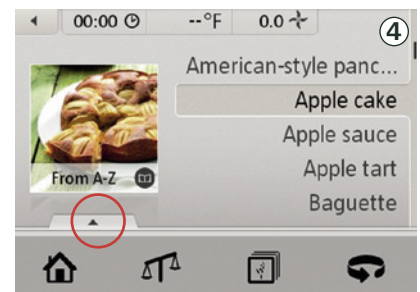 00:00 --°F 0.0
4
American-style panc...
Apple cake
Apple sauce
Apple tart
From A-Z
Baguette